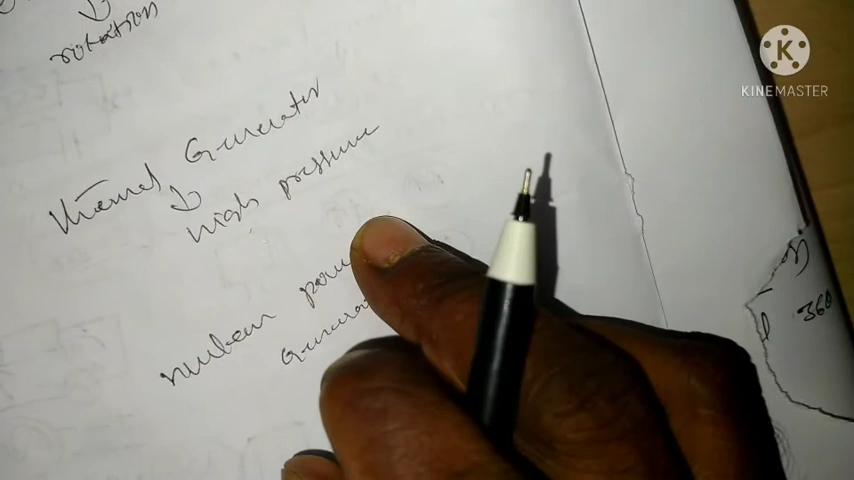 rotation
Thermal Generator
high pressure
Nuclear power
Generat
360
K
KINEMASTER